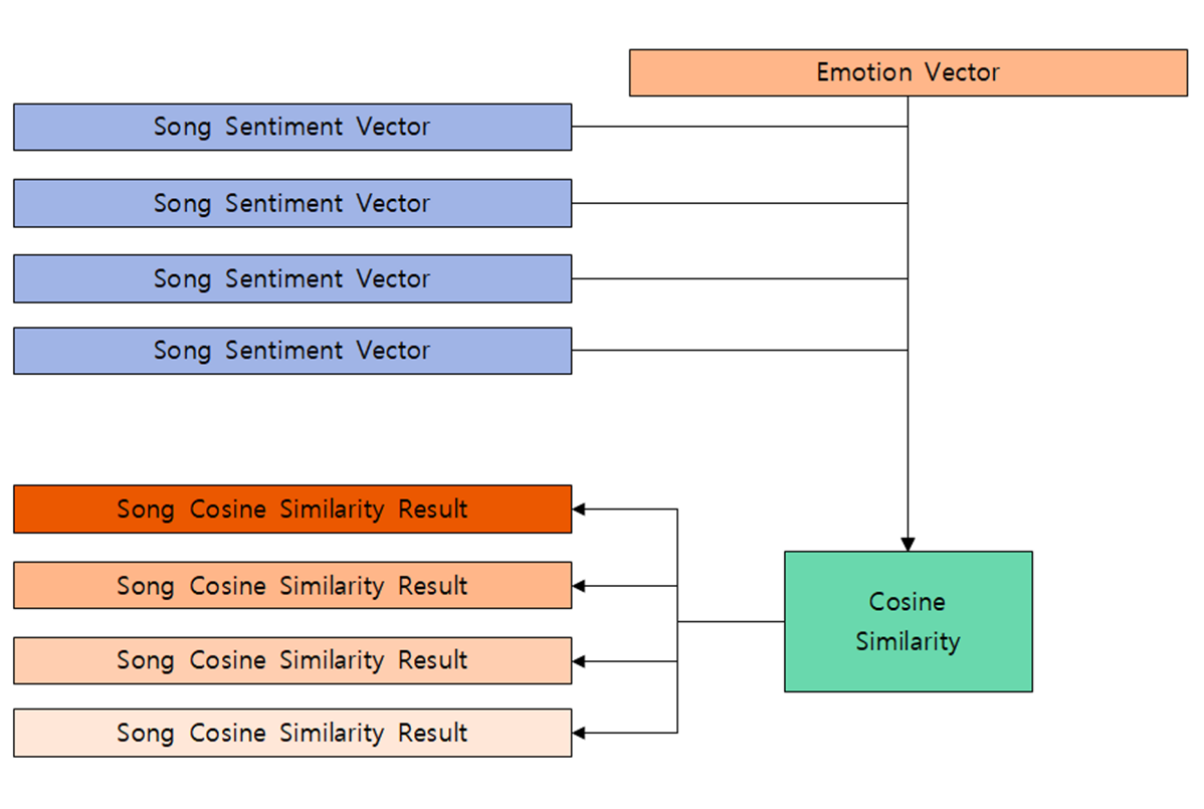 Emotion Vector
Song Sentiment Vector
Song Sentiment Vector
Song Sentiment Vector
Song Sentiment Vector
Song Cosine Similarity Result
Song Cosine Similarity Result
Song Cosine Similarity Result
Song Cosine Similarity Result
Cosine
Similarity